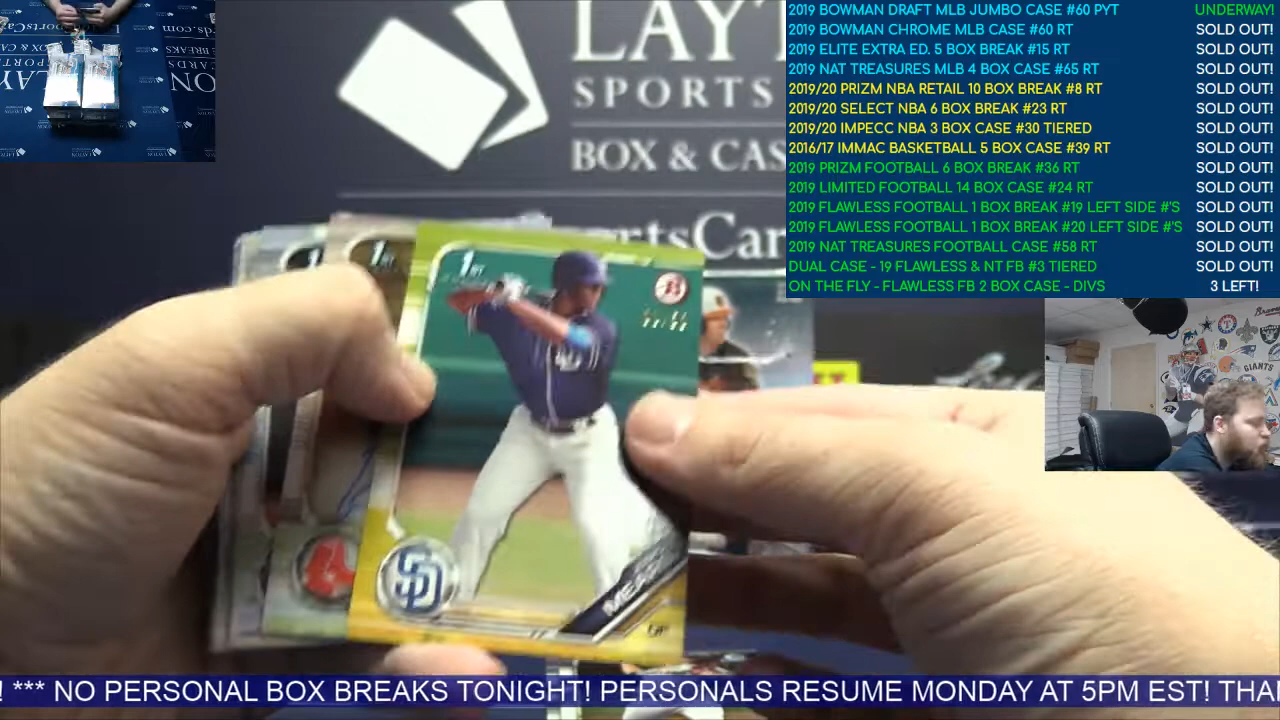 2019 BOWMAN DRAFT MLB JUMBO CASE #60 PYT UNDERWAY!
2019 BOWMAN CHROME MLB CASE #60 RT SOLD OUT!
2019 ELITE EXTRA ED. 5 BOX BREAK #15 RT SOLD OUT!
2019 NAT TREASURES MLB 4 BOX CASE #65 RT SOLD OUT!
2019/20 PRIZM NBA RETAIL 10 BOX BREAK #8 RT SOLD OUT!
2019/20 SELECT NBA 6 BOX BREAK #23 RT SOLD OUT!
2019/20 IMPECC NBA 3 BOX CASE #30 TIERED SOLD OUT!
2016/17 IMMAC BASKETBALL 5 BOX CASE #39 RT SOLD OUT!
2019 PRIZM FOOTBALL 6 BOX BREAK #36 RT SOLD OUT!
2019 LIMITED FOOTBALL 14 BOX CASE #24 RT SOLD OUT!
2019 FLAWLESS FOOTBALL 1 BOX BREAK #19 LEFT SIDE #'S SOLD OUT!
2019 FLAWLESS FOOTBALL 1 BOX BREAK #20 LEFT SIDE #'S SOLD OUT!
2019 NAT TREASURES FOOTBALL CASE #58 RT SOLD OUT!
DUAL CASE - 19 FLAWLESS & NT FB #3 TIERED SOLD OUT!
ON THE FLY - FLAWLESS FB 2 BOX CASE - DIVS 3 LEFT!
LAYT
SPORTS
BOX & CAS
rtsCar
1ST
1ST
B
SD
GIANTS
! *** NO PERSONAL BOX BREAKS TONIGHT! PERSONALS RESUME MONDAY AT 5PM EST! THA